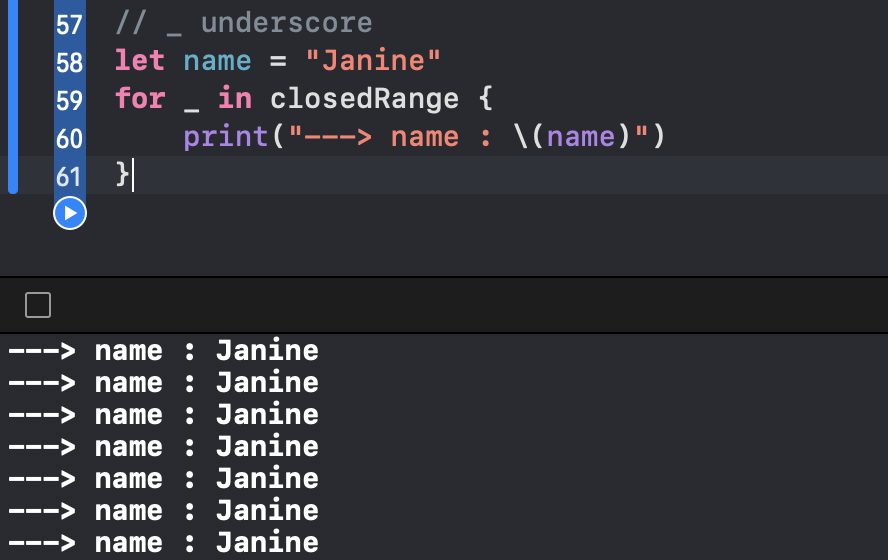 57 // _ underscore
58 let name = "Janine"
59 for _ in closedRange {
60     print("---> name : \(name)")
61 }
---> name : Janine
---> name : Janine
---> name : Janine
---> name : Janine
---> name : Janine
---> name : Janine
---> name : Janine